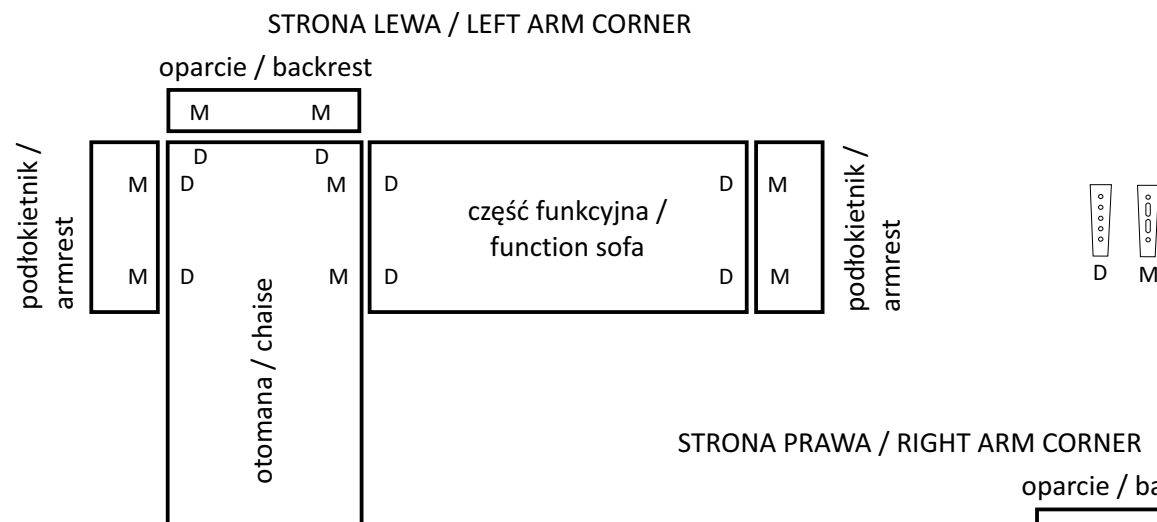 STRONA LEWA / LEFT ARM CORNER
oparcie / backrest
M M
podłokietnik /
armrest
D D
M D M D D M
część funkcyjna /
function sofa
M D M D D M
podłokietnik /
armrest
otomana / chaise
D M
STRONA PRAWA / RIGHT ARM CORNER
oparcie / ba